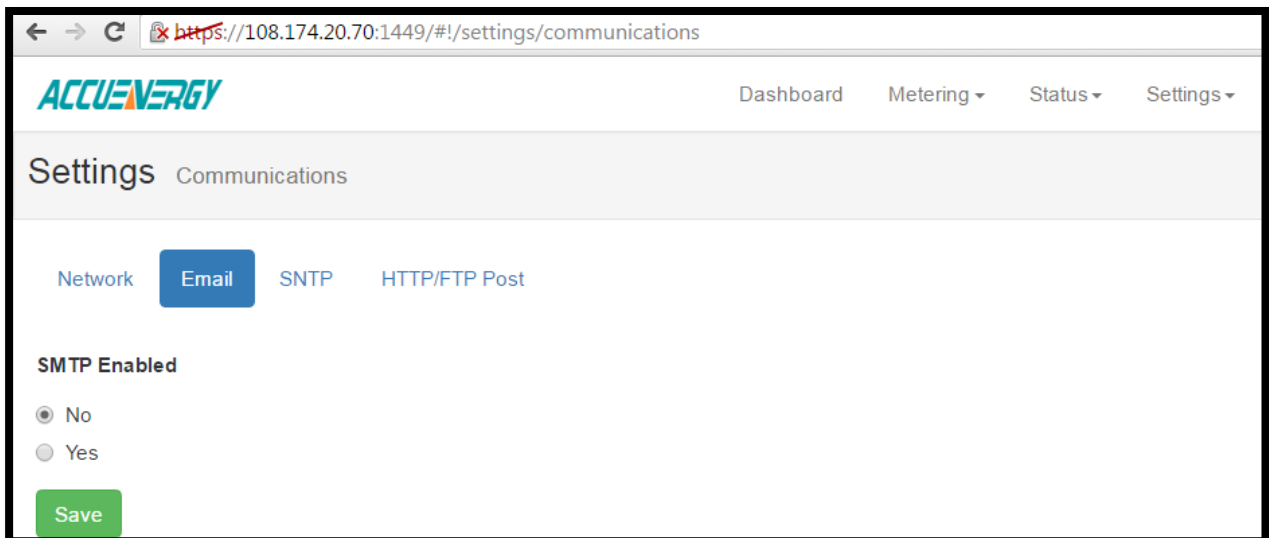 https://108.174.20.70:1449/#!/settings/communications
ACCUENERGY
Dashboard Metering Status Settings
Settings Communications
Network Email SNTP HTTP/FTP Post
SMTP Enabled
No
Yes
Save